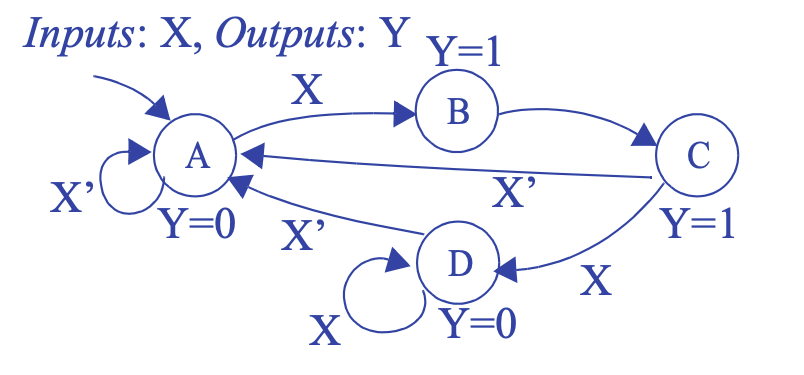 Inputs: X, Outputs: Y
Y=1
X
B
A
C
X’
X’
Y=0
Y=1
X’
D
X
X
Y=0